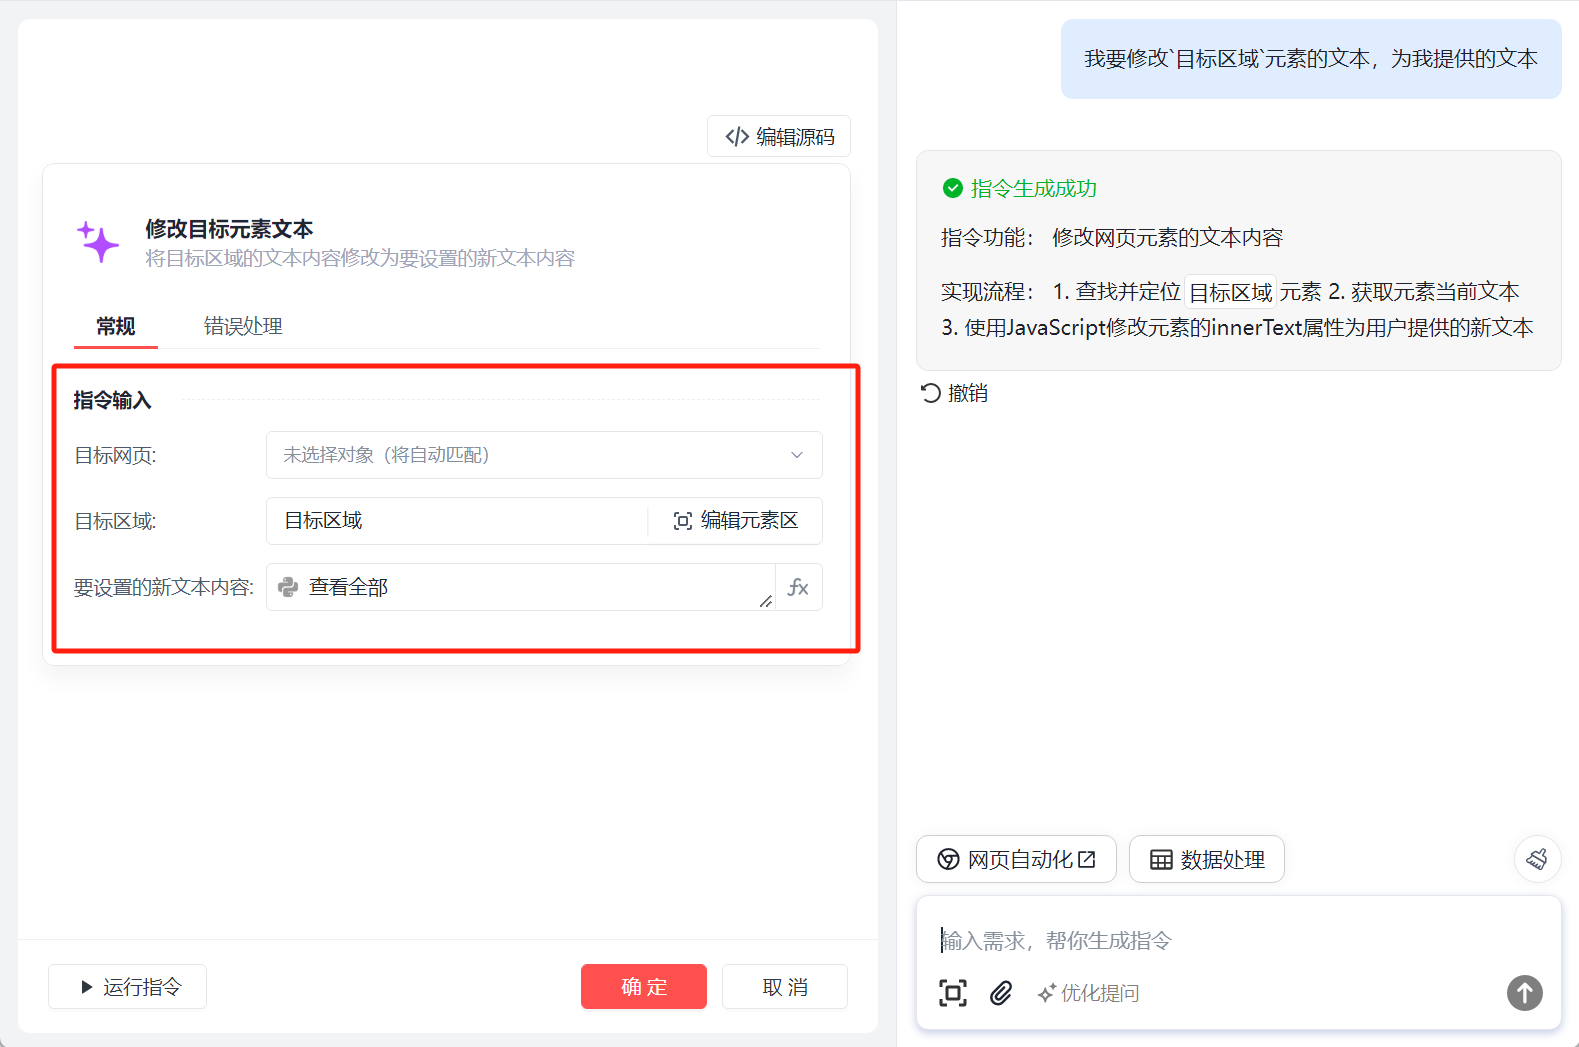 编辑源码
修改目标元素文本
将目标区域的文本内容修改为要设置的新文本内容
常规
错误处理
指令输入
目标网页:
未选择对象（将自动匹配）
目标区域:
目标区域
编辑元素区
要设置的新文本内容:
查看全部
fx
运行指令
确定
取消
我要修改`目标区域`元素的文本，为我提供的文本
指令生成成功
指令功能： 修改网页元素的文本内容
实现流程： 1. 查找并定位 目标区域 元素 2. 获取元素当前文本
3. 使用JavaScript修改元素的innerText属性为用户提供的新文本
撤销
网页自动化
数据处理
输入需求，帮你生成指令
优化提问